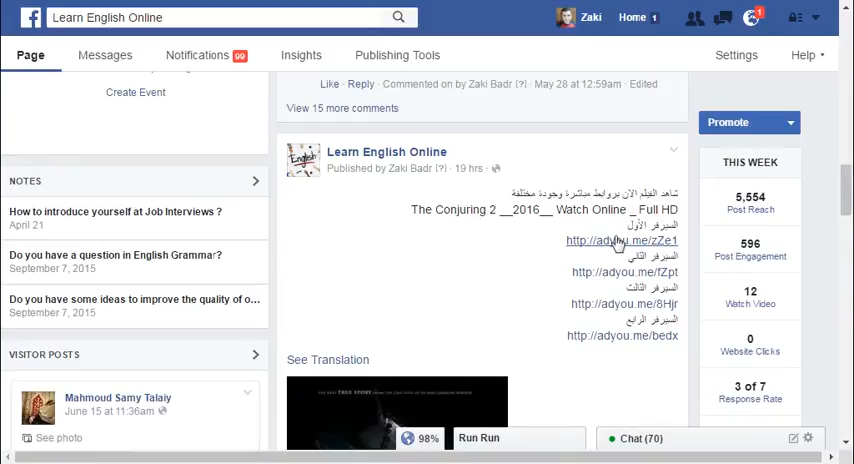 Learn English Online
Zaki
Home 1
1
Page
Messages
Notifications 99
Insights
Publishing Tools
Settings
Help
Create Event
Like · Reply · Commented on by Zaki Badr [?] · May 28 at 12:59am · Edited
View 15 more comments
Promote
NOTES
How to introduce yourself at Job Interviews ?
April 21
Do you have a question in English Grammar?
September 7, 2015
Do you have some ideas to improve the quality of o...
September 7, 2015
VISITOR POSTS
Mahmoud Samy Talaiy
June 15 at 11:36am
See photo
English
Learn English Online
Published by Zaki Badr [?] · 19 hrs ·
شاهد الفيلم الان بروابط مباشرة وجودة مختلفة
The Conjuring 2 __2016__ Watch Online _ Full HD
السيرفر الأول
http://adyou.me/zZe1
السيرفر الثاني
http://adyou.me/fZpt
السيرفر الثالث
http://adyou.me/8Hjr
السيرفر الرابع
http://adyou.me/bedx
See Translation
THIS WEEK
5,554
Post Reach
596
Post Engagement
12
Watch Video
0
Website Clicks
3 of 7
Response Rate
98%
Run Run
Chat (70)